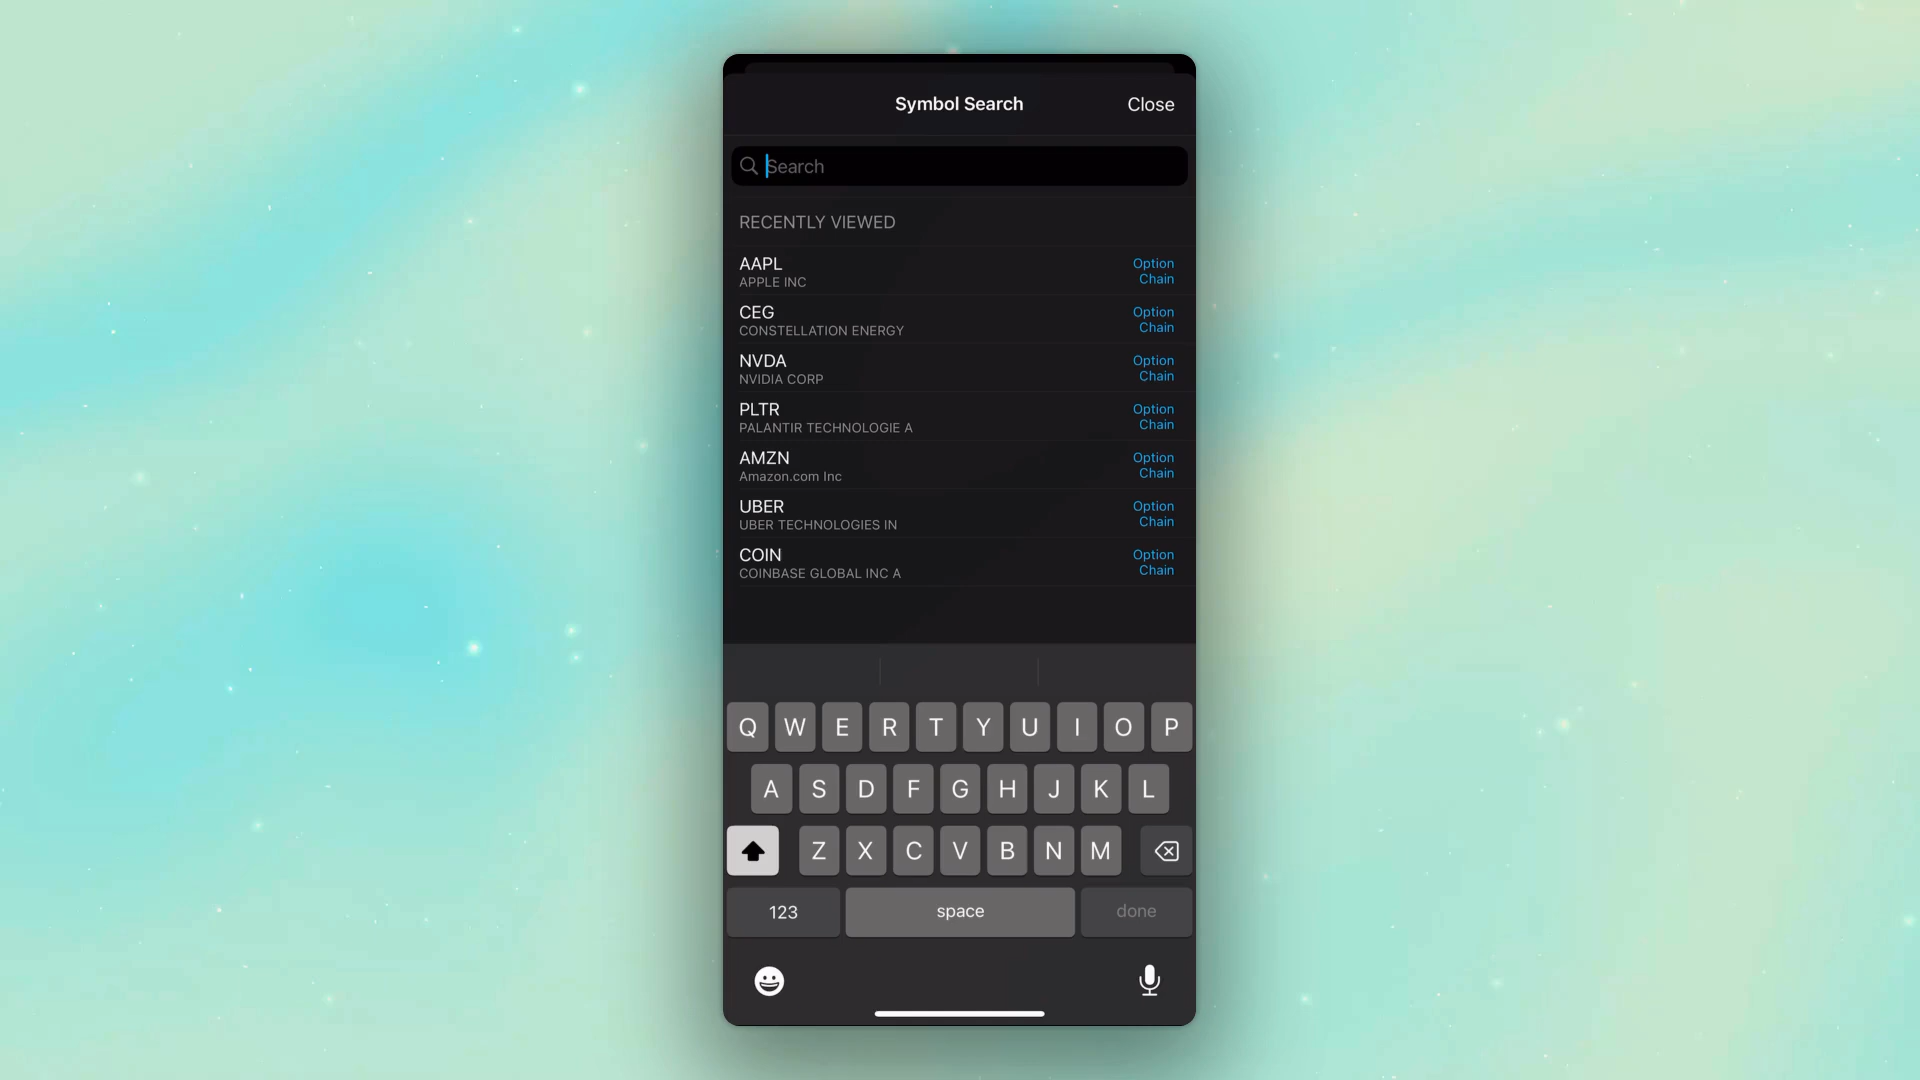 Symbol Search
Close
Search
RECENTLY VIEWED
AAPL
APPLE INC
Option
Chain
CEG
CONSTELLATION ENERGY
Option
Chain
NVDA
NVIDIA CORP
Option
Chain
PLTR
PALANTIR TECHNOLOGIE A
Option
Chain
AMZN
Amazon.com Inc
Option
Chain
UBER
UBER TECHNOLOGIES IN
Option
Chain
COIN
COINBASE GLOBAL INC A
Option
Chain
Q W E R T Y U I O P
A S D F G H J K L
Z X C V B N M
123 space done